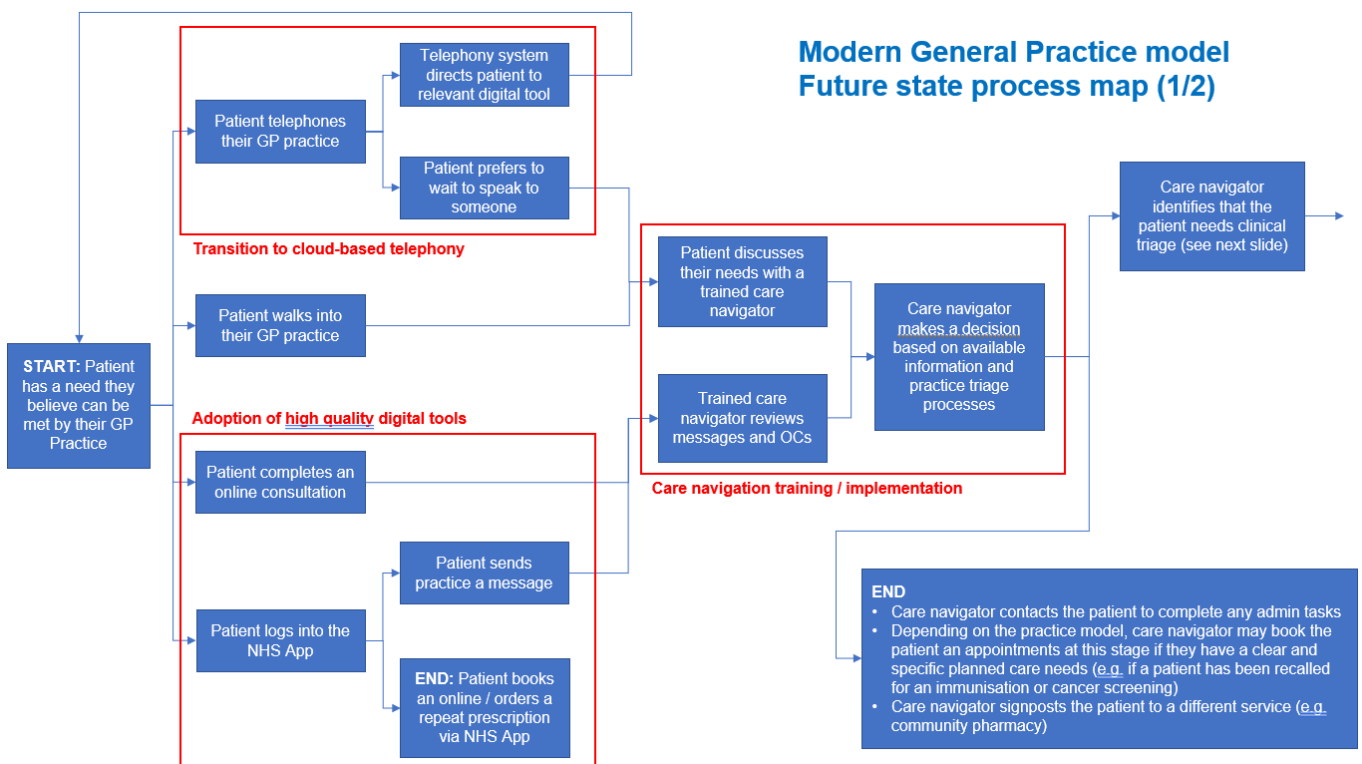 Modern General Practice model
Future state process map (1/2)
Telephony system
directs patient to
relevant digital tool
Patient telephones
their GP practice
Patient prefers to
wait to speak to
someone
Transition to cloud-based telephony
Patient walks into
their GP practice
START: Patient
has a need they
believe can be
met by their GP
Practice
Adoption of high quality digital tools
Patient completes an
online consultation
Patient sends
practice a message
Patient logs into the
NHS App
END: Patient books
an online / orders a
repeat prescription
via NHS App
Patient discusses
their needs with a
trained care
navigator
Trained care
navigator reviews
messages and OCs
Care navigator
makes a decision
based on available
information and
practice triage
processes
Care navigation training / implementation
Care navigator
identifies that the
patient needs clinical
triage (see next slide)
END
• Care navigator contacts the patient to complete any admin tasks
• Depending on the practice model, care navigator may book the
patient an appointments at this stage if they have a clear and
specific planned care needs (e.g. if a patient has been recalled
for an immunisation or cancer screening)
• Care navigator signposts the patient to a different service (e.g.
community pharmacy)